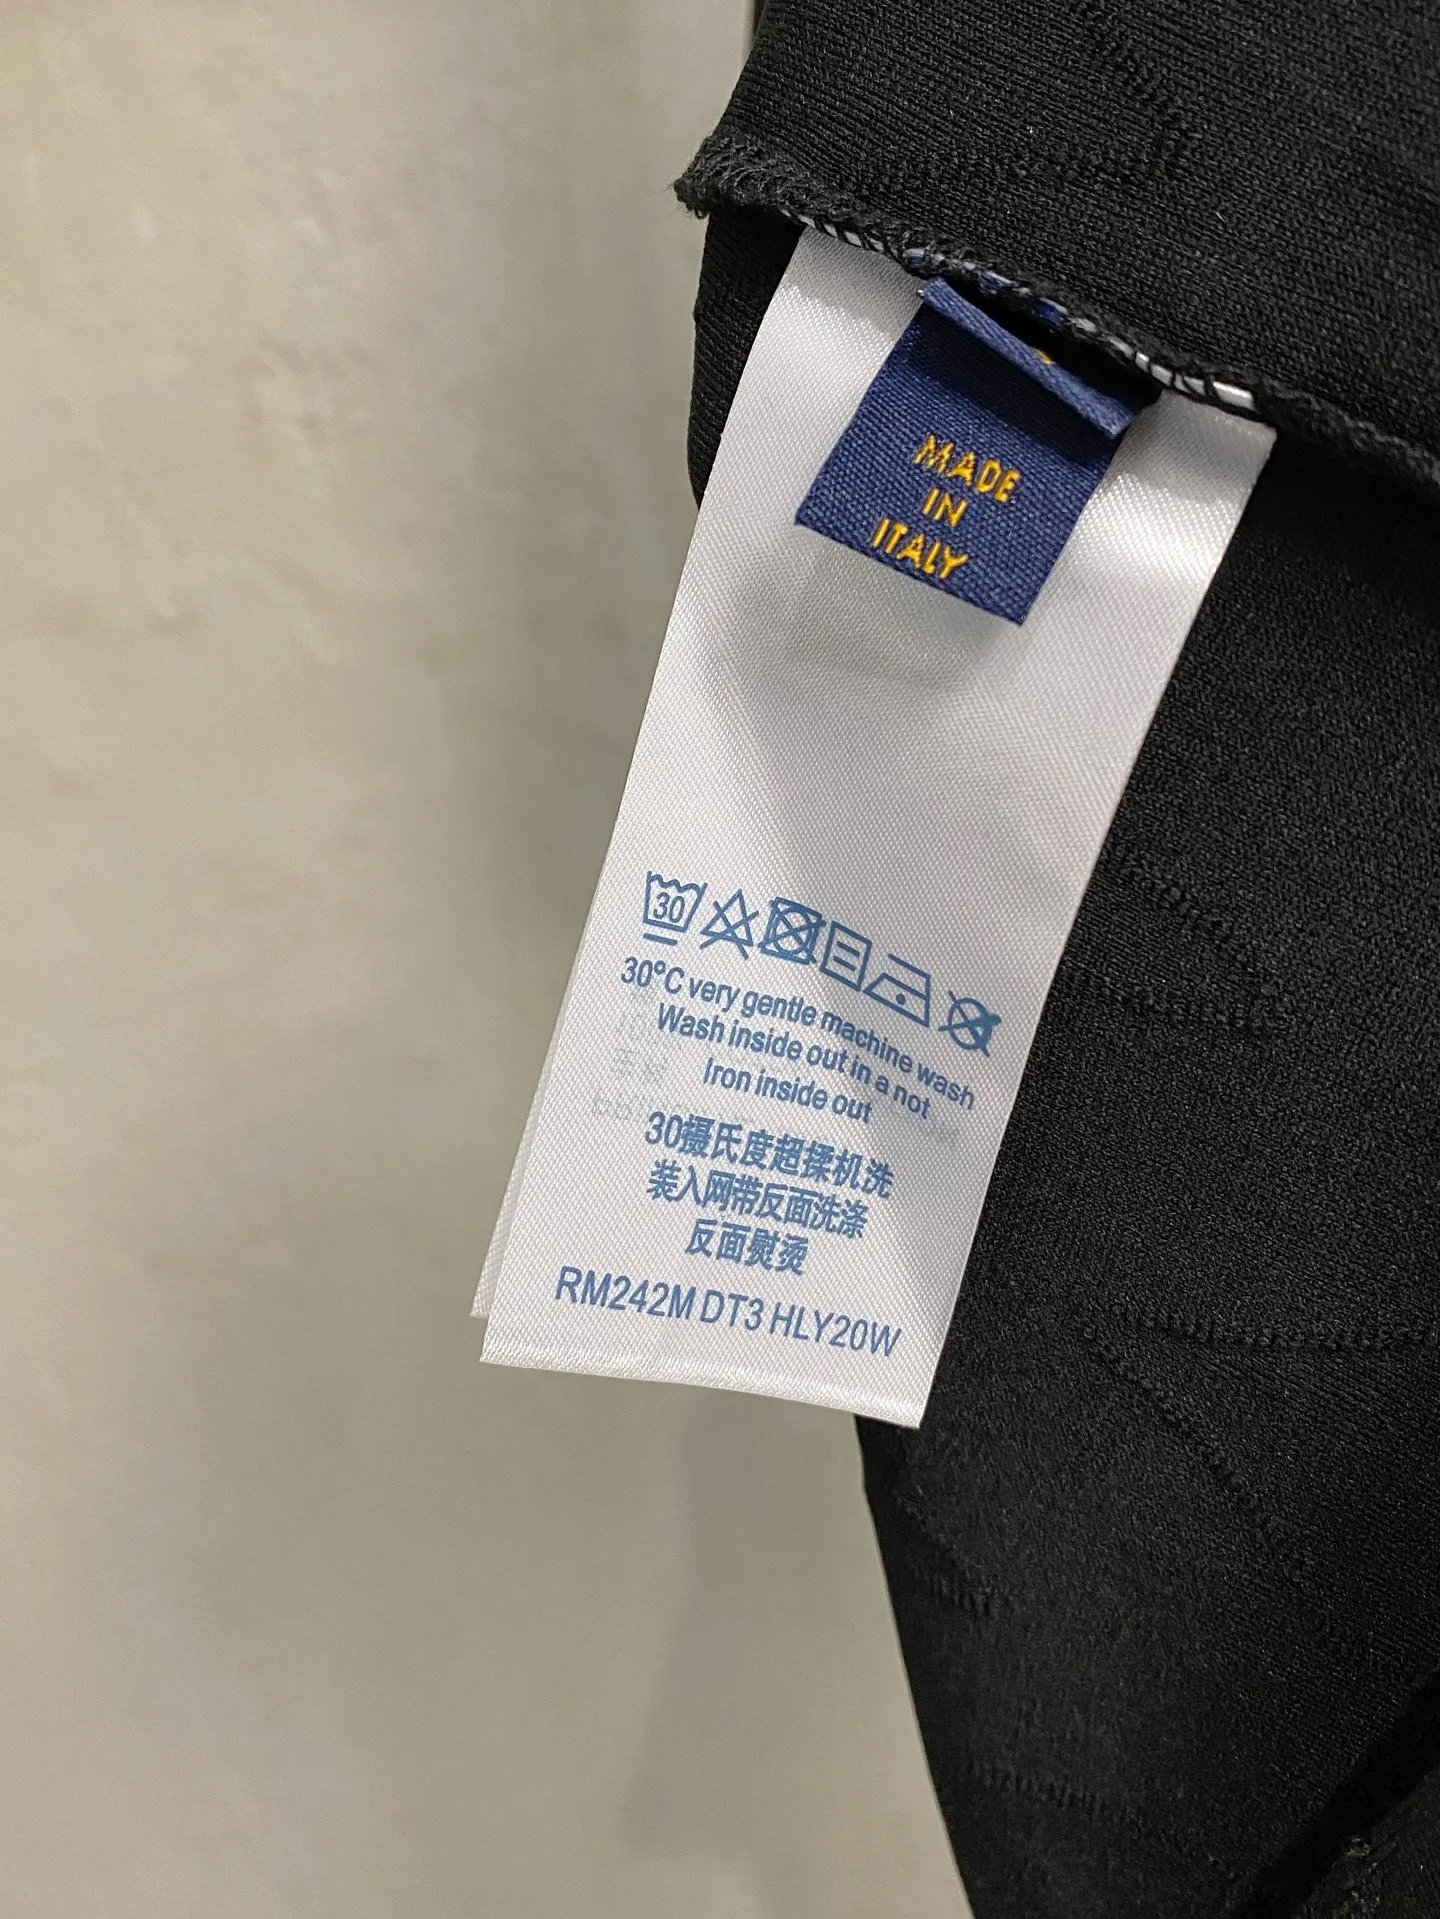 MADE
IN
ITALY
30
30°C very gentle machine wash
Wash inside out in a not
Iron inside out
30摄氏度超揉机洗
装入网带反面洗涤
反面熨烫
RM242M DT3 HLY20W